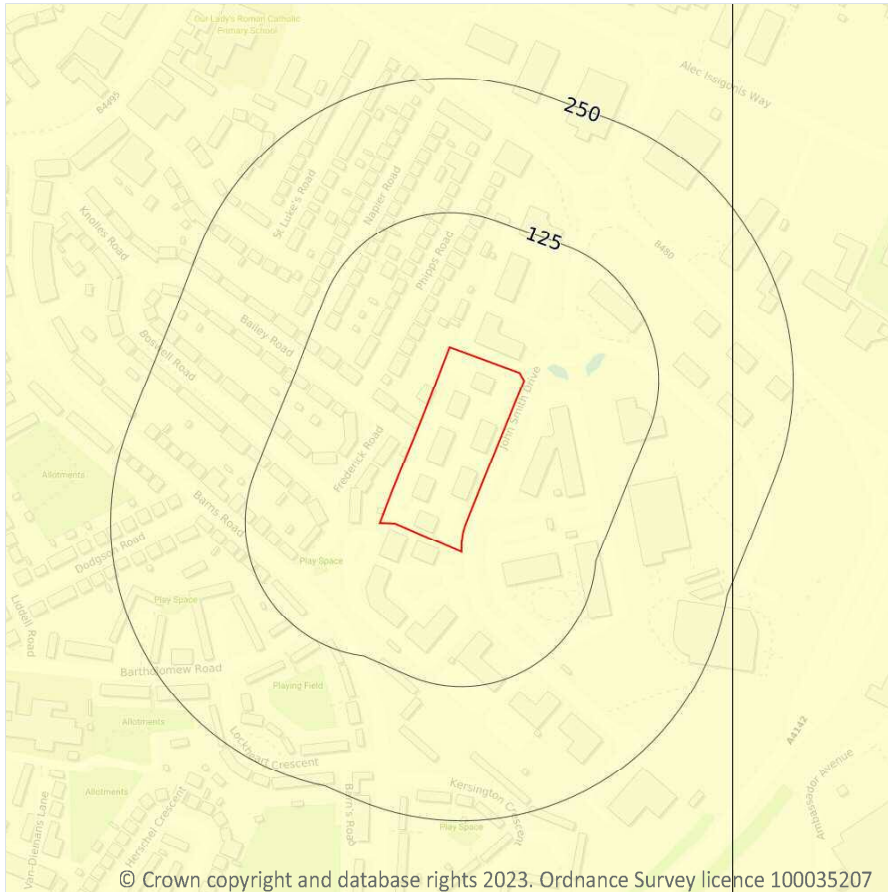 Our Lady's Roman Catholic
Primary School
Alec Issigonis Way
B4495
250
St Luke's Road
Napier Road
Knolles Road
Phipps Road
125
B480
Bailey Road
Boswell Road
John Smith Drive
Frederick Road
Allotments
Barns Road
Dodgson Road
Play Space
Play Space
Liddell Road
Bartholomew Road
Playing Field
Allotments
A4142
Lockheart Crescent
Allotments
Barn's Road
Kersington Crescent
Play Space
Ambassador Avenue
Van-Diemans Lane
Herschel Crescent
© Crown copyright and database rights 2023. Ordnance Survey licence 100035207